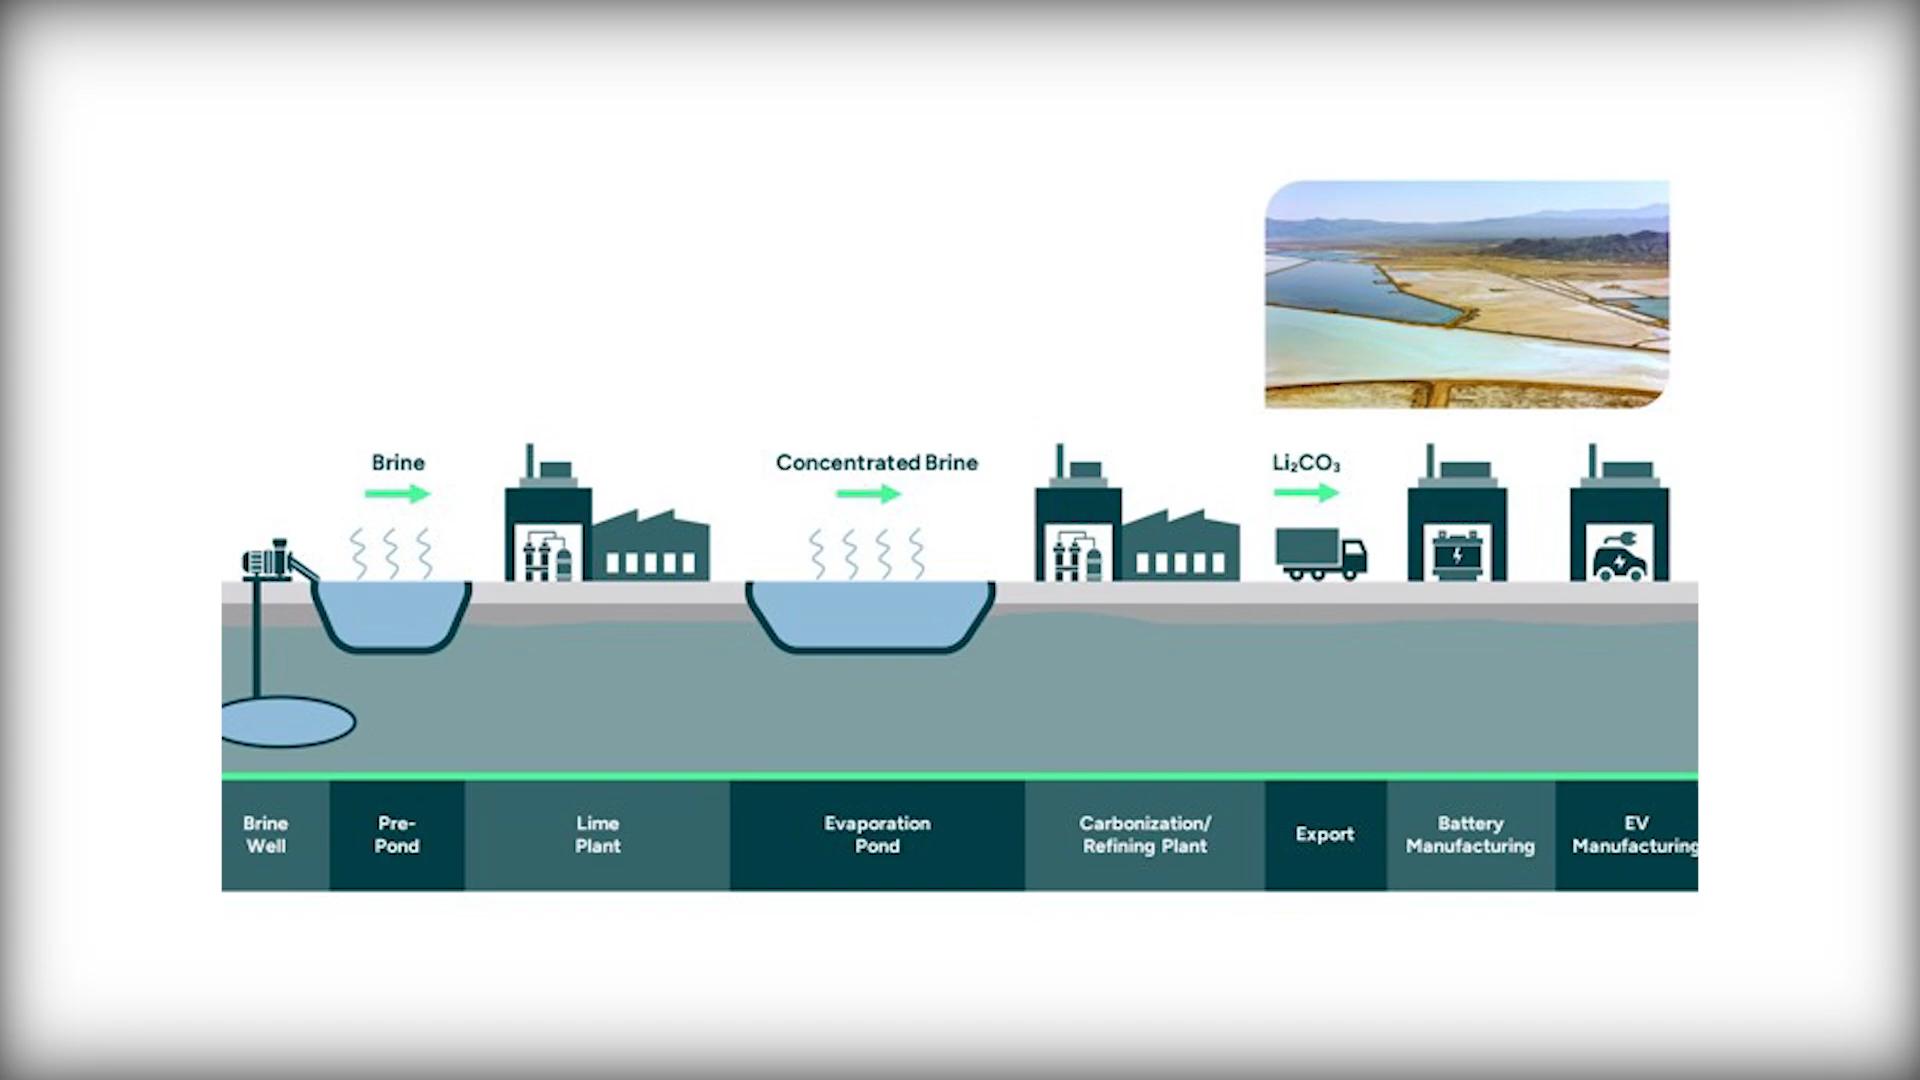 Brine
Concentrated Brine
Li₂CO₃
Brine
Well
Pre-
Pond
Lime
Plant
Evaporation
Pond
Carbonization/
Refining Plant
Export
Battery
Manufacturing
EV
Manufacturing